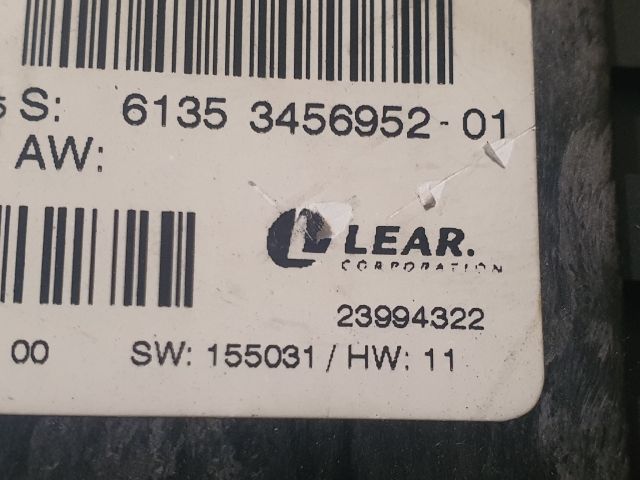 S: 6135 3456952-01
AW:
LEAR.
CORPORATION
23994322
00 SW: 155031 / HW: 11